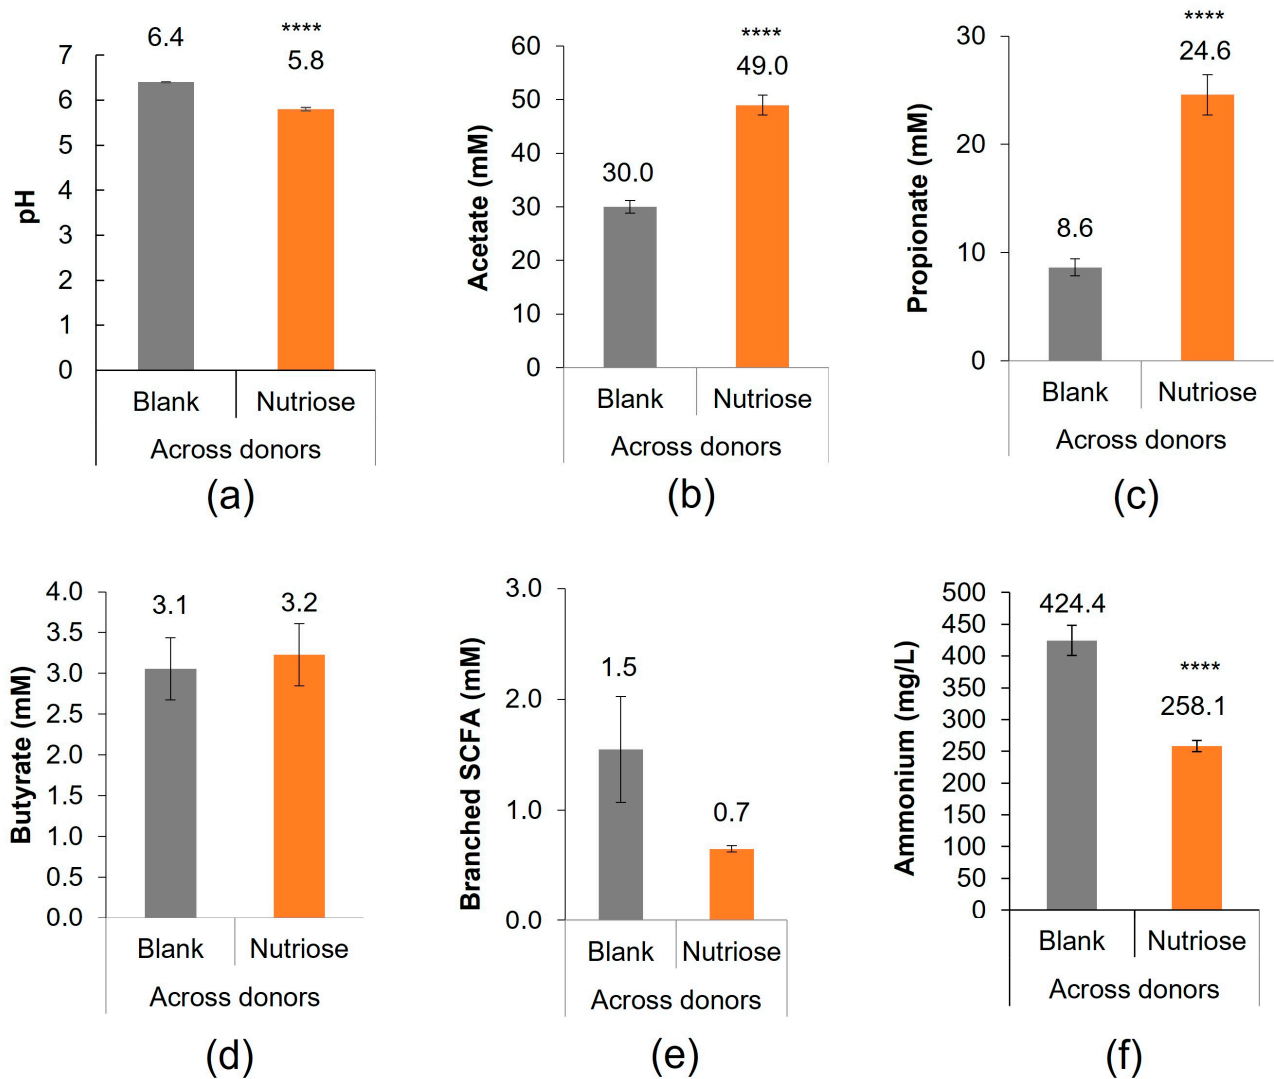 pH
7
6
5
4
3
2
1
0
6.4
****
5.8
Blank Nutriose
Across donors
(a)
Acetate (mM)
60
50
40
30
20
10
0
30.0
****
49.0
Blank Nutriose
Across donors
(b)
Propionate (mM)
30
20
10
0
8.6
****
24.6
Blank Nutriose
Across donors
(c)
Butyrate (mM)
4.0
3.5
3.0
2.5
2.0
1.5
1.0
0.5
0.0
3.1
3.2
Blank Nutriose
Across donors
(d)
Branched SCFA (mM)
3.0
2.0
1.0
0.0
1.5
0.7
Blank Nutriose
Across donors
(e)
Ammonium (mg/L)
500
450
400
350
300
250
200
150
100
50
0
424.4
****
258.1
Blank Nutriose
Across donors
(f)